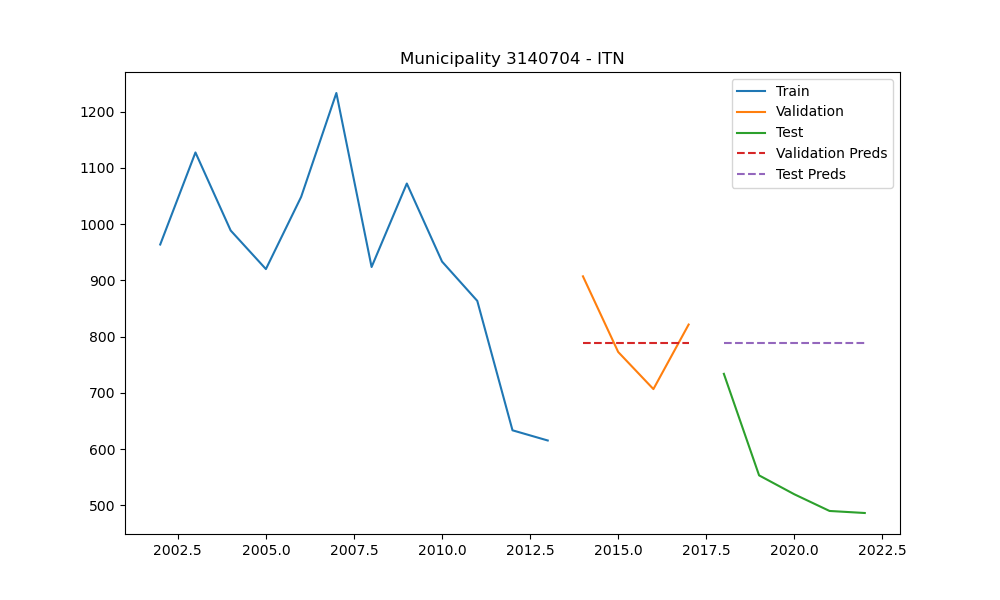 Municipality 3140704 - ITN
Train
Validation
Test
Validation Preds
Test Preds
1200
1100
1000
900
800
700
600
500
2002.5 2005.0 2007.5 2010.0 2012.5 2015.0 2017.5 2020.0 2022.5